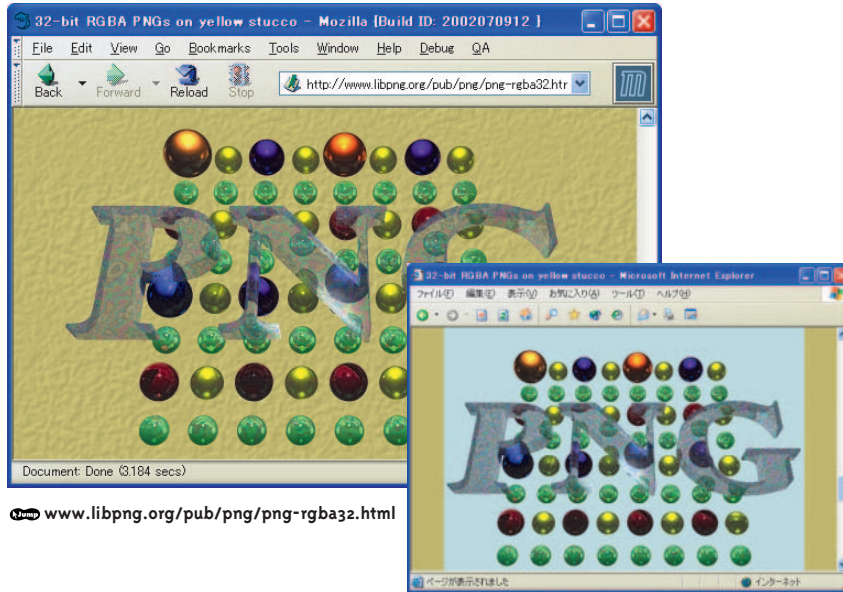 32-bit RGBA PNGs on yellow stucco - Mozilla {Build ID: 2002070912 }
File Edit View Go Bookmarks Tools Window Help Debug QA
Back Forward Reload Stop http://www.libpng.org/pub/png/png-rgba32.htr
PNG
Document: Done (3.184 secs)
Jump www.libpng.org/pub/png/png-rgba32.html
32-bit RGBA PNGs on yellow stucco - Microsoft Internet Explorer
ファイル(F) 編集(E) 表示(V) お気に入り(A) ツール(T) ヘルプ(H)
PNG
ページが表示されました インターネット